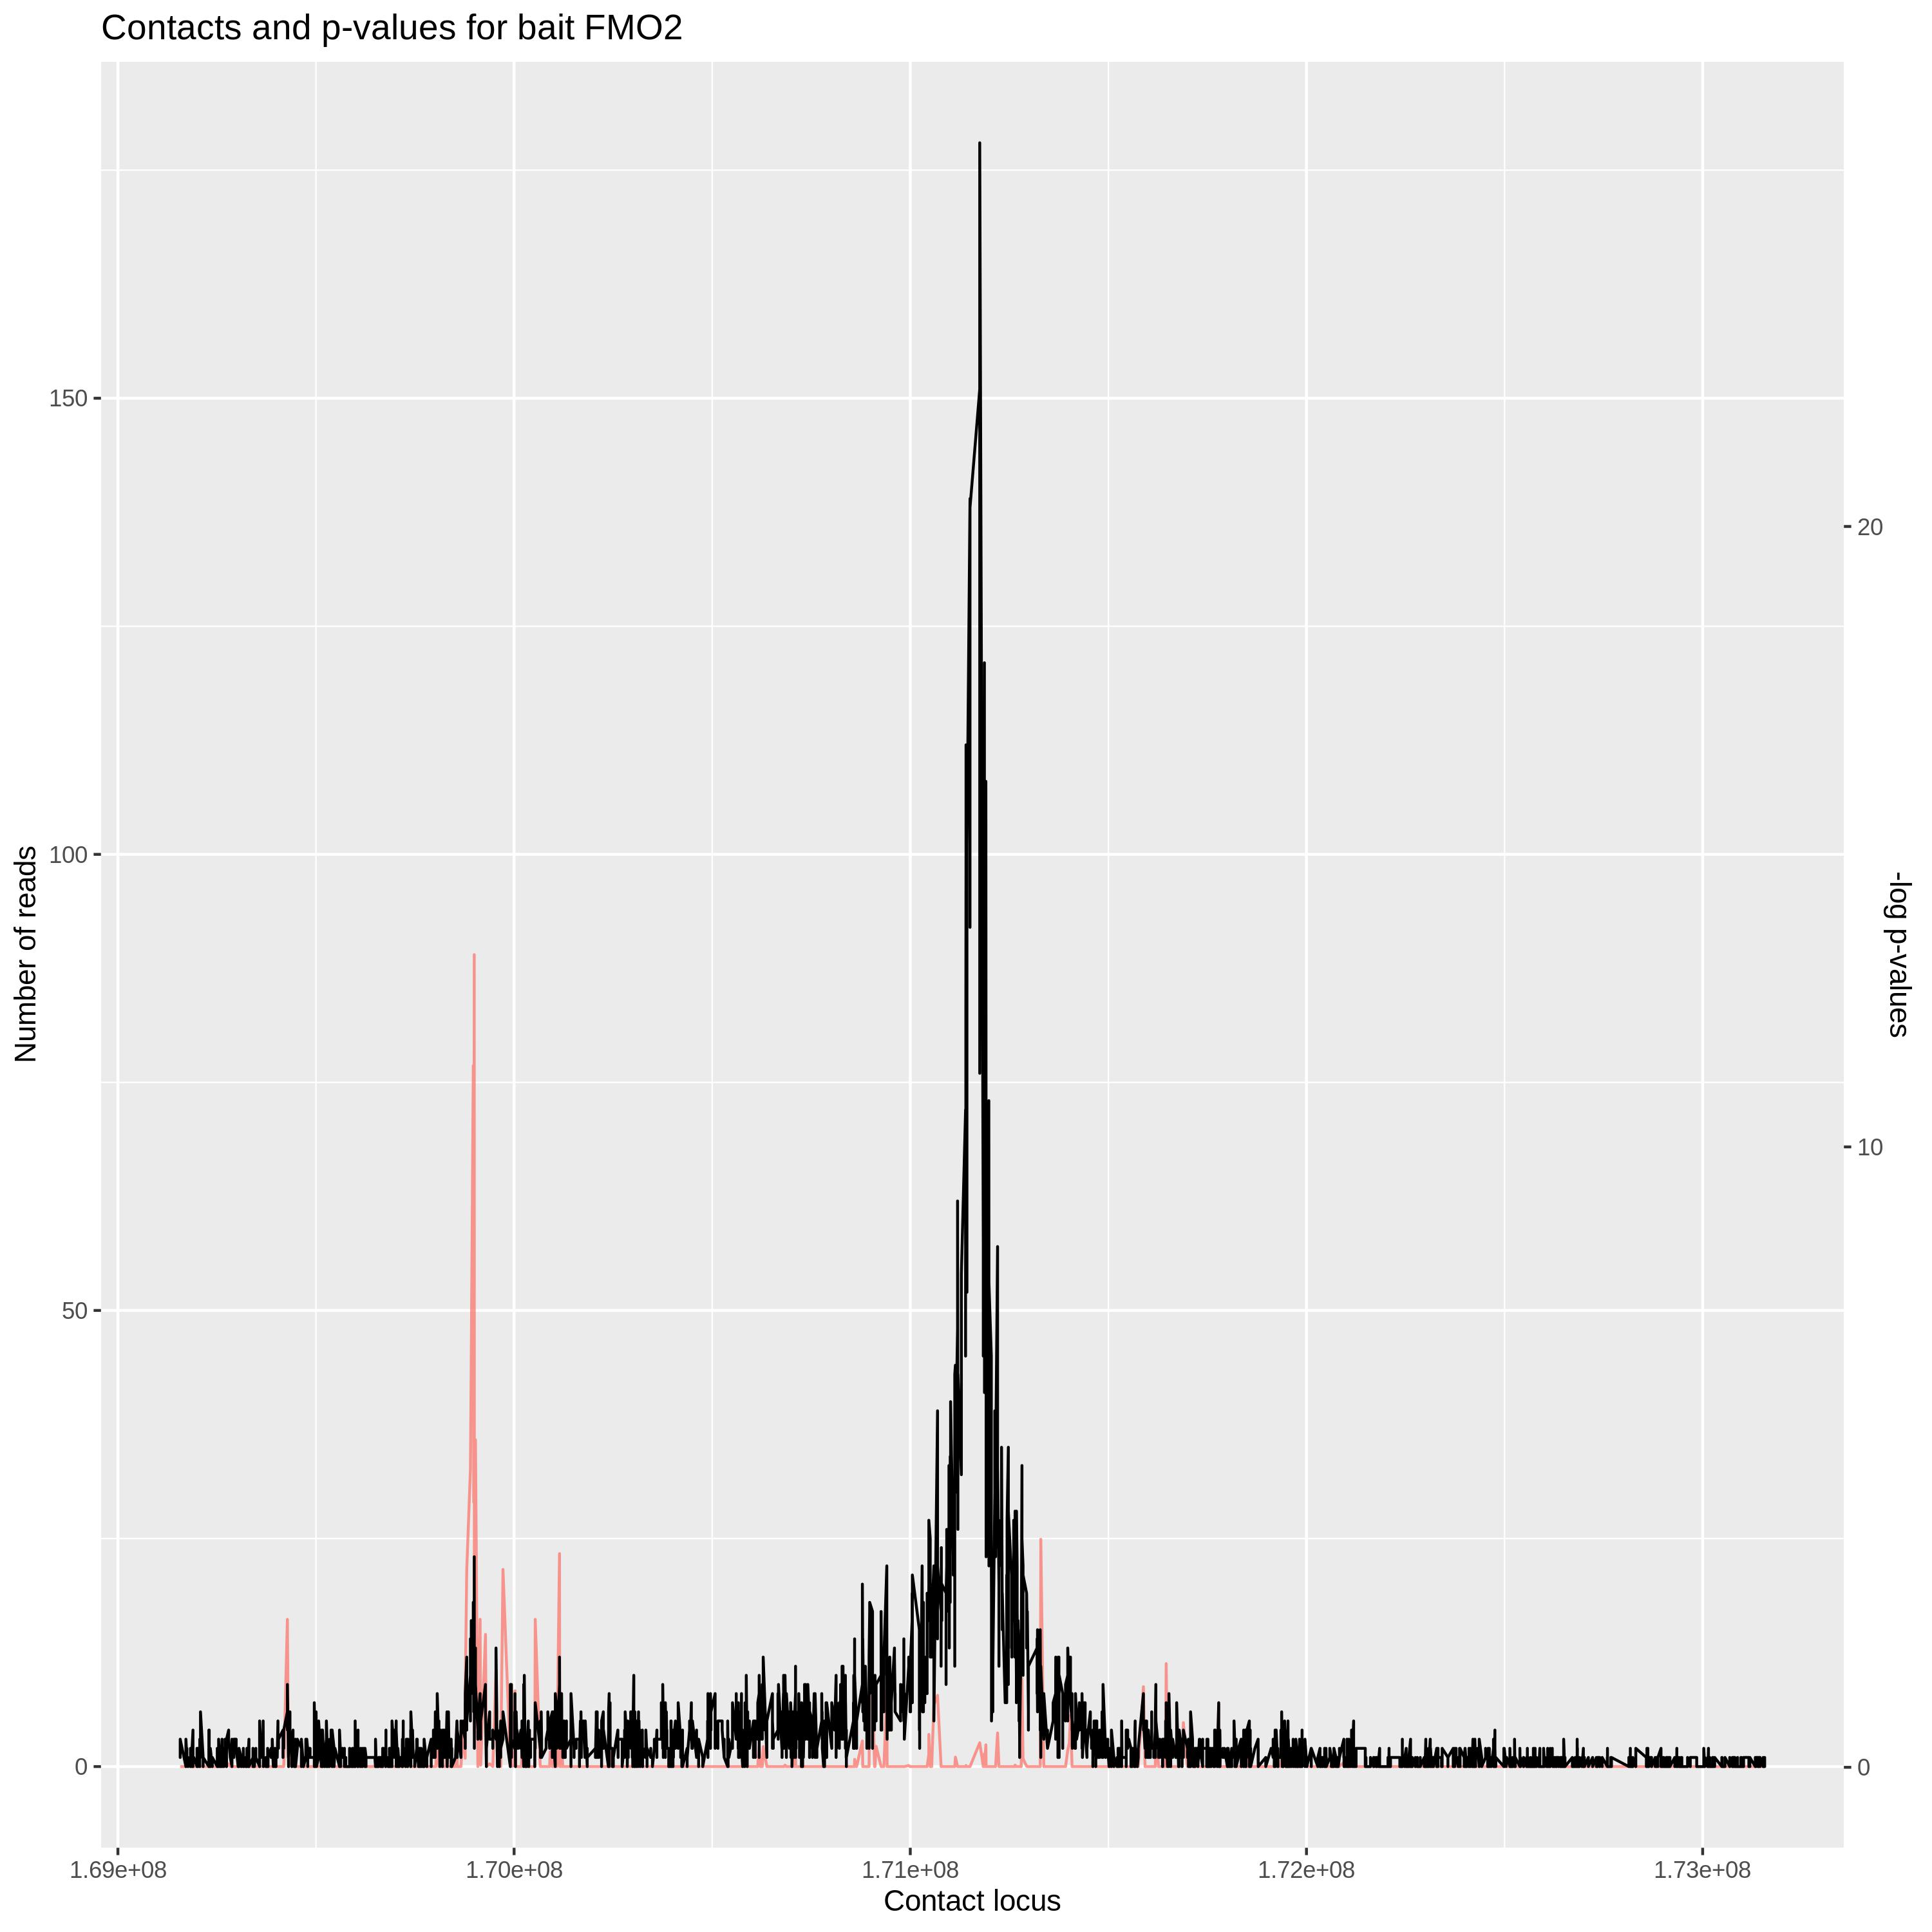 Contacts and p-values for bait FMO2
Number of reads
150
100
50
0
20
10
0
-log p-values
1.69e+08 1.70e+08 1.71e+08 1.72e+08 1.73e+08
Contact locus